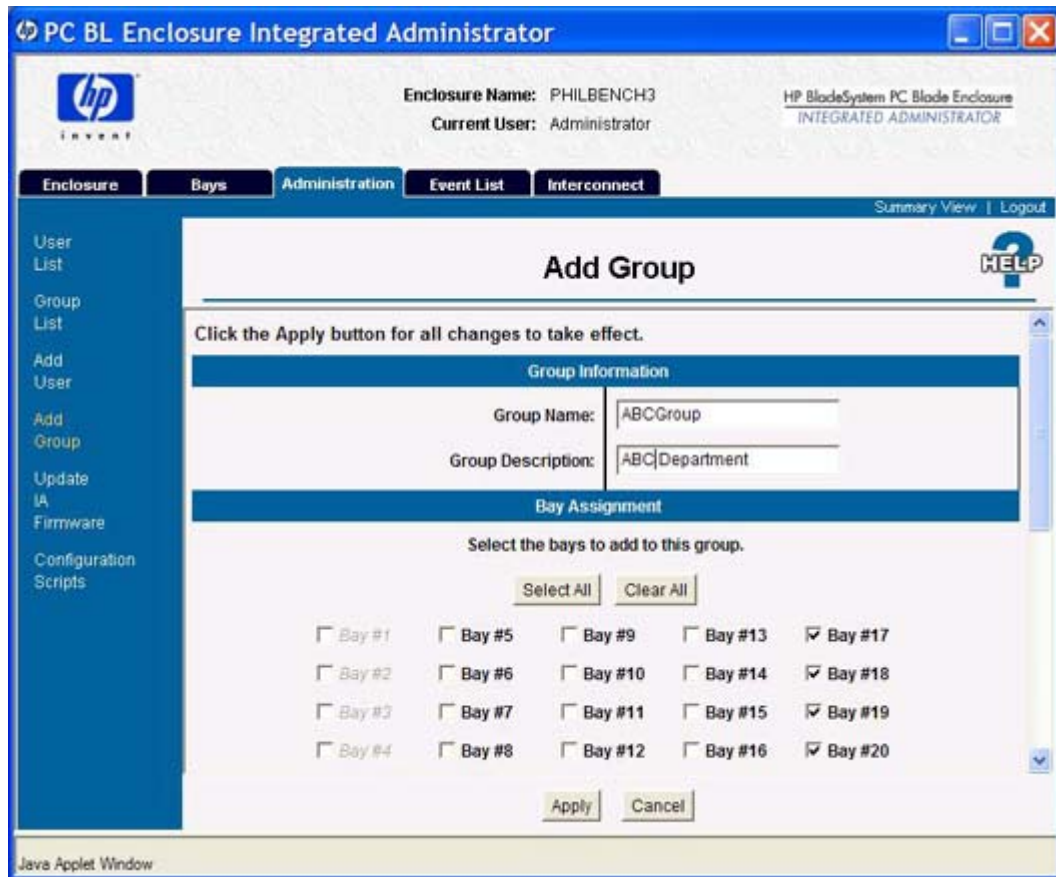 PC BL Enclosure Integrated Administrator
hp
invent
Enclosure Name: PHILBENCH3
Current User: Administrator
HP BladeSystem PC Blade Enclosure
INTEGRATED ADMINISTRATOR
Enclosure Bays Administration Event List Interconnect
Summary View | Logout
User
List
Group
List
Add
User
Add
Group
Update
IA
Firmware
Configuration
Scripts
Add Group
? HELP
Click the Apply button for all changes to take effect.
Group Information
Group Name: ABCGroup
Group Description: ABC Department
Bay Assignment
Select the bays to add to this group.
Select All Clear All
Bay #1 Bay #5 Bay #9 Bay #13 Bay #17
Bay #2 Bay #6 Bay #10 Bay #14 Bay #18
Bay #3 Bay #7 Bay #11 Bay #15 Bay #19
Bay #4 Bay #8 Bay #12 Bay #16 Bay #20
Apply Cancel
Java Applet Window